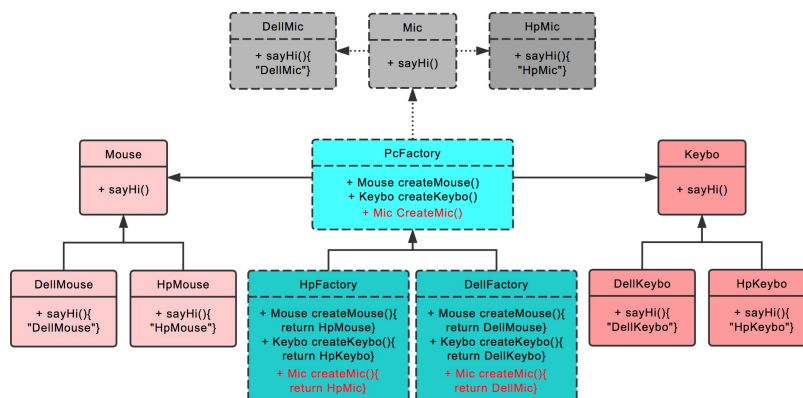 DellMic
+ sayHi(){
"DellMic"}
Mic
+ sayHi()
HpMic
+ sayHi(){
"HpMic"}
Mouse
+ sayHi()
PcFactory
+ Mouse createMouse()
+ Keybo createKeybo()
+ Mic CreateMic()
Keybo
+ sayHi()
DellMouse
+ sayHi(){
"DellMouse"}
HpMouse
+ sayHi(){
"HpMouse"}
HpFactory
+ Mouse createMouse(){
return HpMouse}
+ Keybo createKeybo(){
return HpKeybo}
+ Mic createMic(){
return HpMic}
DellFactory
+ Mouse createMouse(){
return DellMouse}
+ Keybo createKeybo(){
return DellKeybo}
+ Mic createMic(){
return DellMic}
DellKeybo
+ sayHi(){
"DellKeybo"}
HpKeybo
+ sayHi(){
"HpKeybo"}